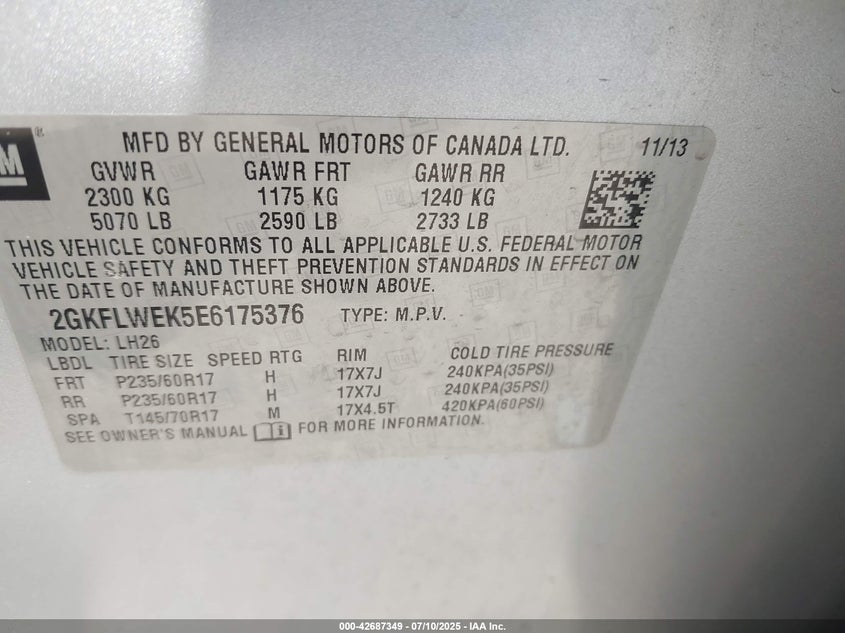 GM ®
MFD BY GENERAL MOTORS OF CANADA LTD. 11/13
GVWR GAWR FRT GAWR RR
2300 KG 1175 KG 1240 KG
5070 LB 2590 LB 2733 LB
THIS VEHICLE CONFORMS TO ALL APPLICABLE U.S. FEDERAL MOTOR
VEHICLE SAFETY AND THEFT PREVENTION STANDARDS IN EFFECT ON
THE DATE OF MANUFACTURE SHOWN ABOVE.
2GKFLWEK5E6175376 TYPE: M.P.V.
MODEL: LH26
LBDL TIRE SIZE SPEED RTG RIM COLD TIRE PRESSURE
FRT P235/60R17 H 17X7J 240KPA(35PSI)
RR P235/60R17 H 17X7J 240KPA(35PSI)
SPA T145/70R17 M 17X4.5T 420KPA(60PSI)
SEE OWNER'S MANUAL FOR MORE INFORMATION.
000-42687349 - 07/10/2025 - IAA Inc.